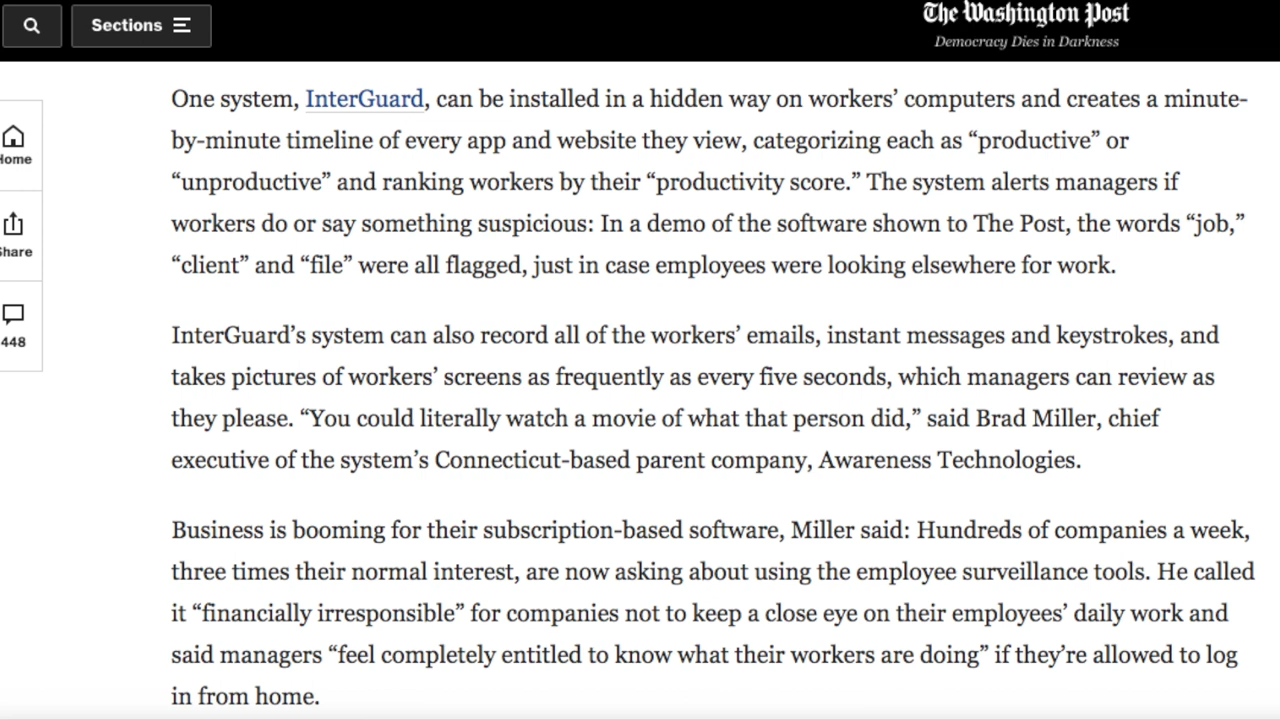 Sections
The Washington Post
Democracy Dies in Darkness
Home
Share
448
One system, InterGuard, can be installed in a hidden way on workers’ computers and creates a minute-
by-minute timeline of every app and website they view, categorizing each as “productive” or
“unproductive” and ranking workers by their “productivity score.” The system alerts managers if
workers do or say something suspicious: In a demo of the software shown to The Post, the words “job,”
“client” and “file” were all flagged, just in case employees were looking elsewhere for work.
InterGuard’s system can also record all of the workers’ emails, instant messages and keystrokes, and
takes pictures of workers’ screens as frequently as every five seconds, which managers can review as
they please. “You could literally watch a movie of what that person did,” said Brad Miller, chief
executive of the system’s Connecticut-based parent company, Awareness Technologies.
Business is booming for their subscription-based software, Miller said: Hundreds of companies a week,
three times their normal interest, are now asking about using the employee surveillance tools. He called
it “financially irresponsible” for companies not to keep a close eye on their employees’ daily work and
said managers “feel completely entitled to know what their workers are doing” if they’re allowed to log
in from home.